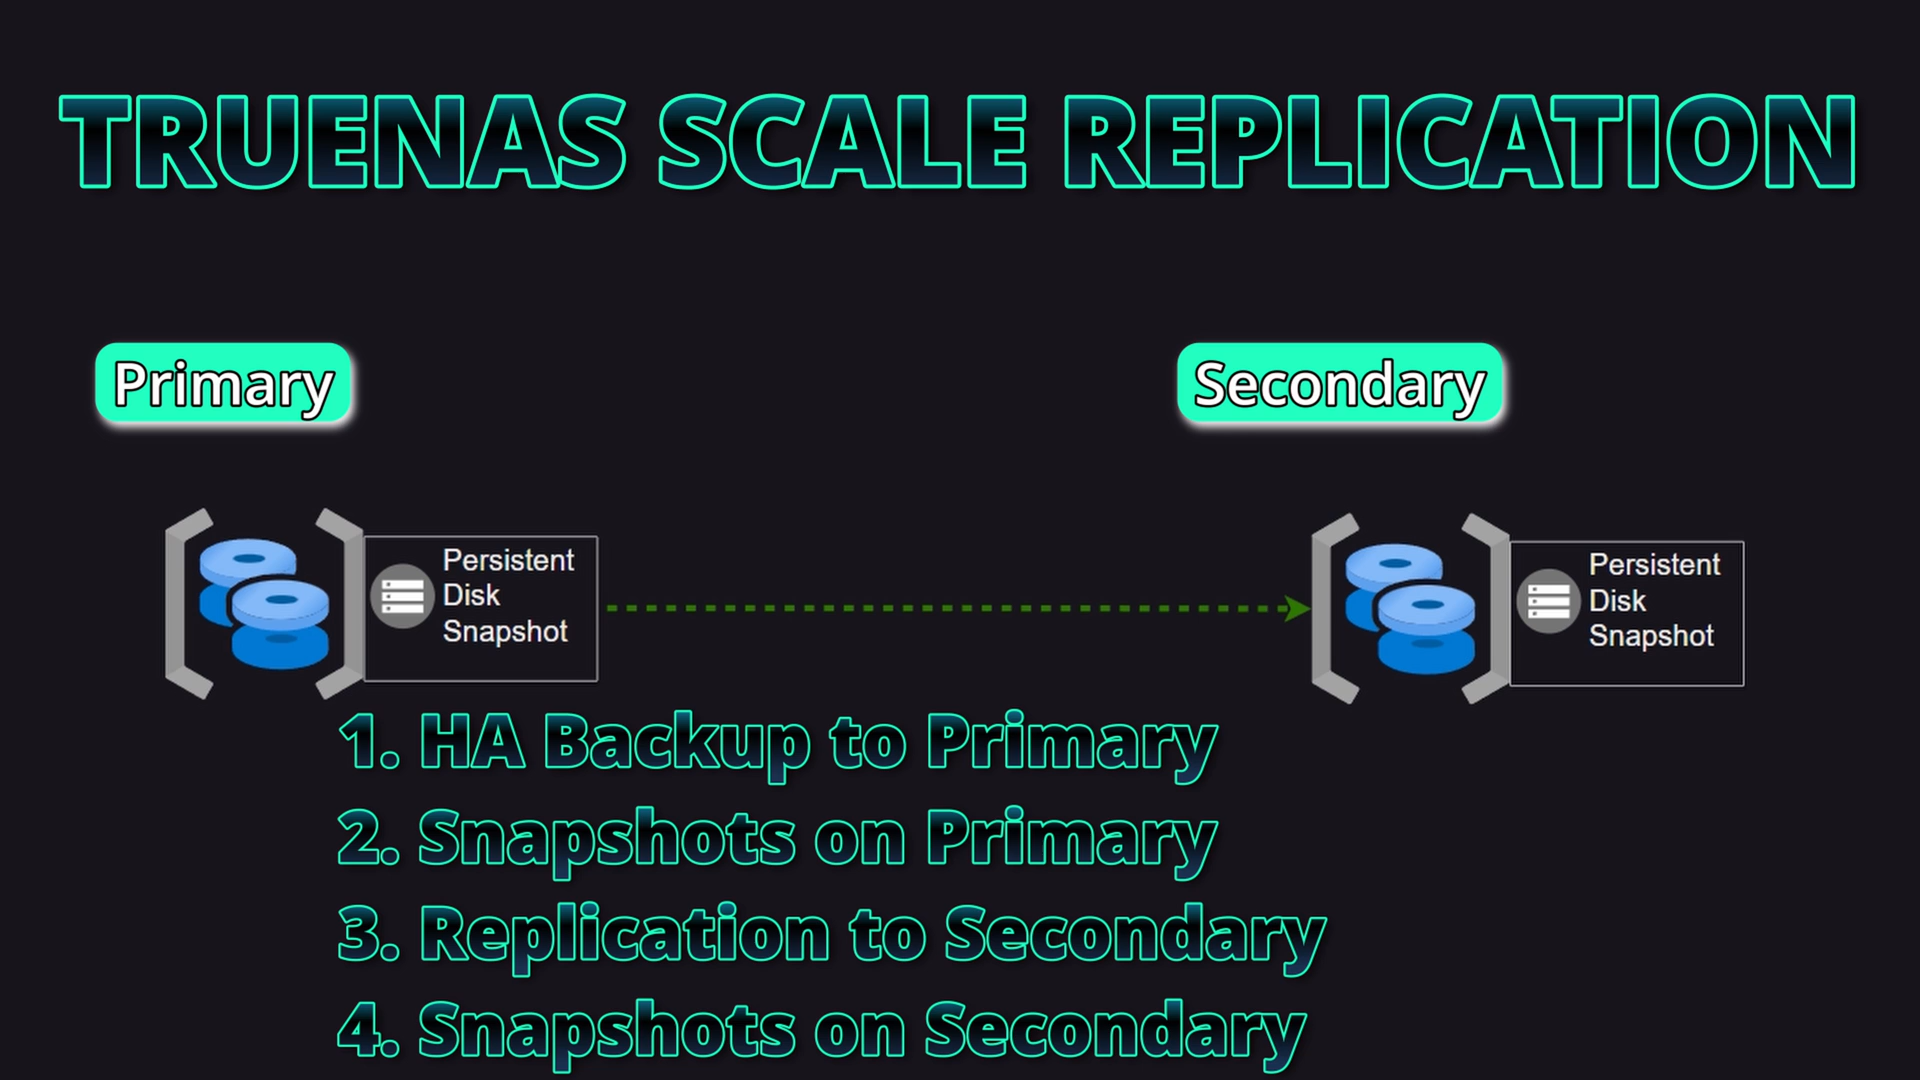 TRUENAS SCALE REPLICATION
Primary
Secondary
Persistent
Disk
Snapshot
Persistent
Disk
Snapshot
1. HA Backup to Primary
2. Snapshots on Primary
3. Replication to Secondary
4. Snapshots on Secondary